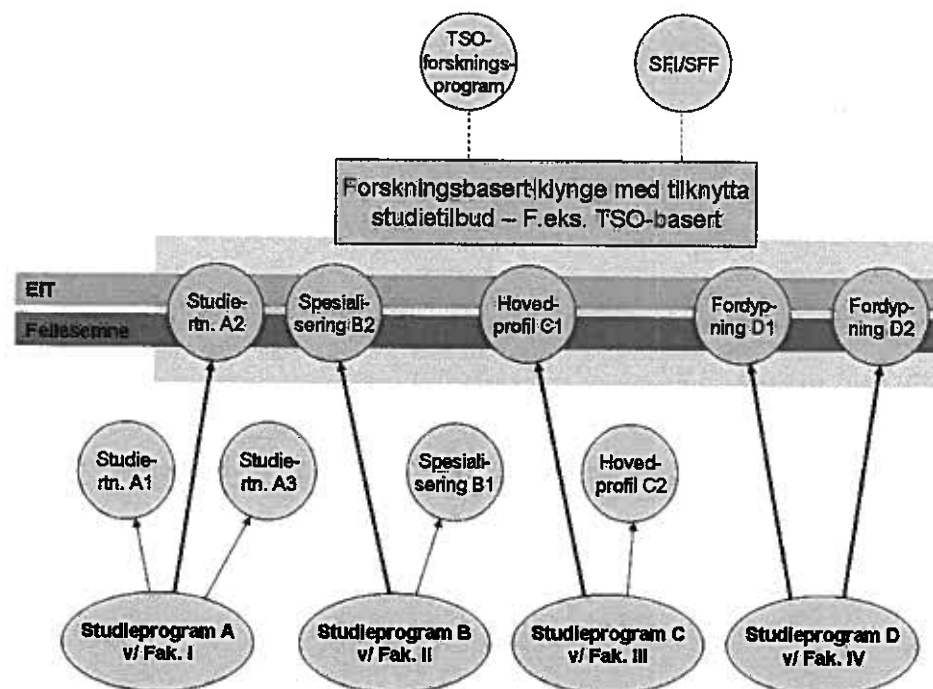 TSO-
forsknings-
program
SFI/SFF
Forskningsbasert klynge med tilknytta
studietilbud – F.eks. TSO-basert
EIT
Fellesemne
Studie-
rtn. A2
Spesiali-
sering B2
Hoved-
profil C1
Fordyp-
ning D1
Fordyp-
ning D2
Studie-
rtn. A1
Studie-
rtn. A3
Spesiali-
sering B1
Hoved-
profil C2
Studieprogram A
v/ Fak. I
Studieprogram B
v/ Fak. II
Studieprogram C
v/ Fak. III
Studieprogram D
v/ Fak. IV